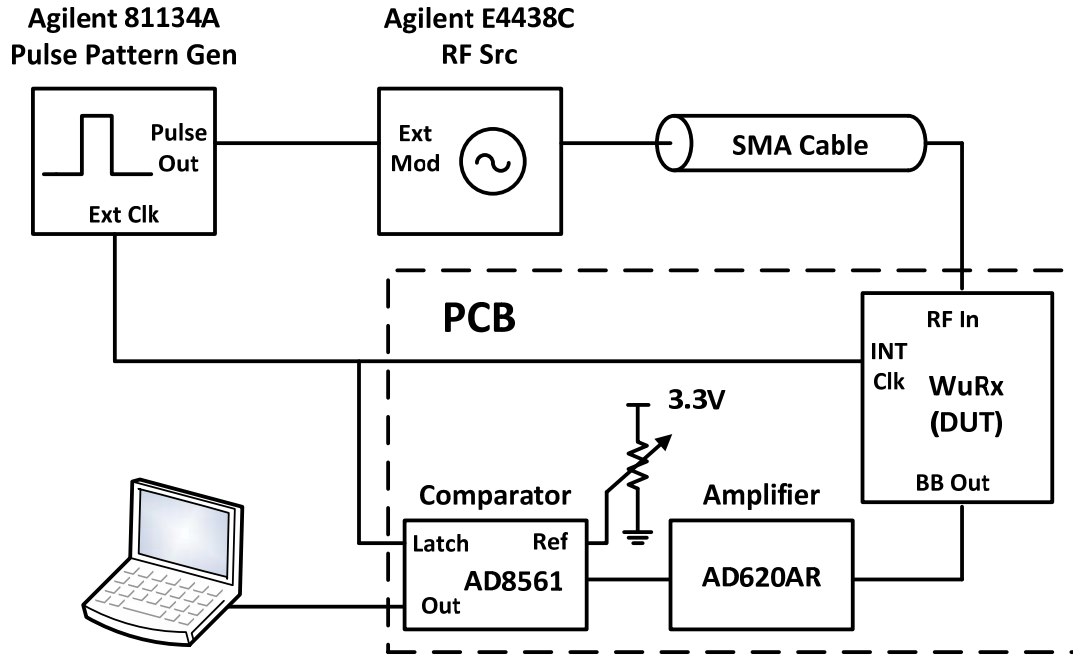 Agilent 81134A
Pulse Pattern Gen
Agilent E4438C
RF Src
Pulse
Out
Ext Clk
Ext
Mod
SMA Cable
PCB
RF In
INT
Clk
WuRx
(DUT)
BB Out
3.3V
Comparator
Latch
Ref
AD8561
Out
Amplifier
AD620AR